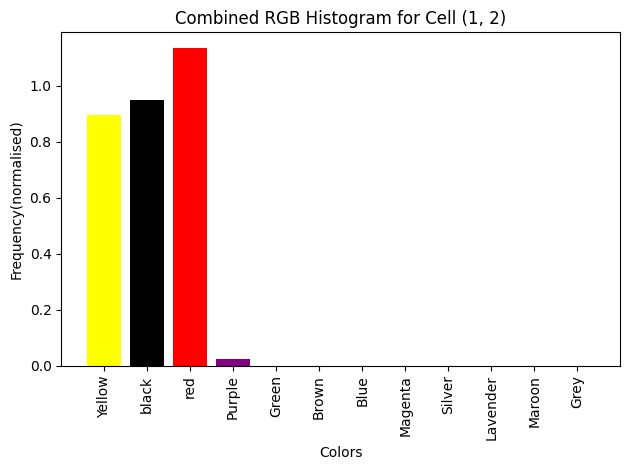 Combined RGB Histogram for Cell (1, 2)
Frequency(normalised)
1.0
0.8
0.6
0.4
0.2
0.0
Yellow
black
red
Purple
Green
Brown
Blue
Magenta
Silver
Lavender
Maroon
Grey
Colors